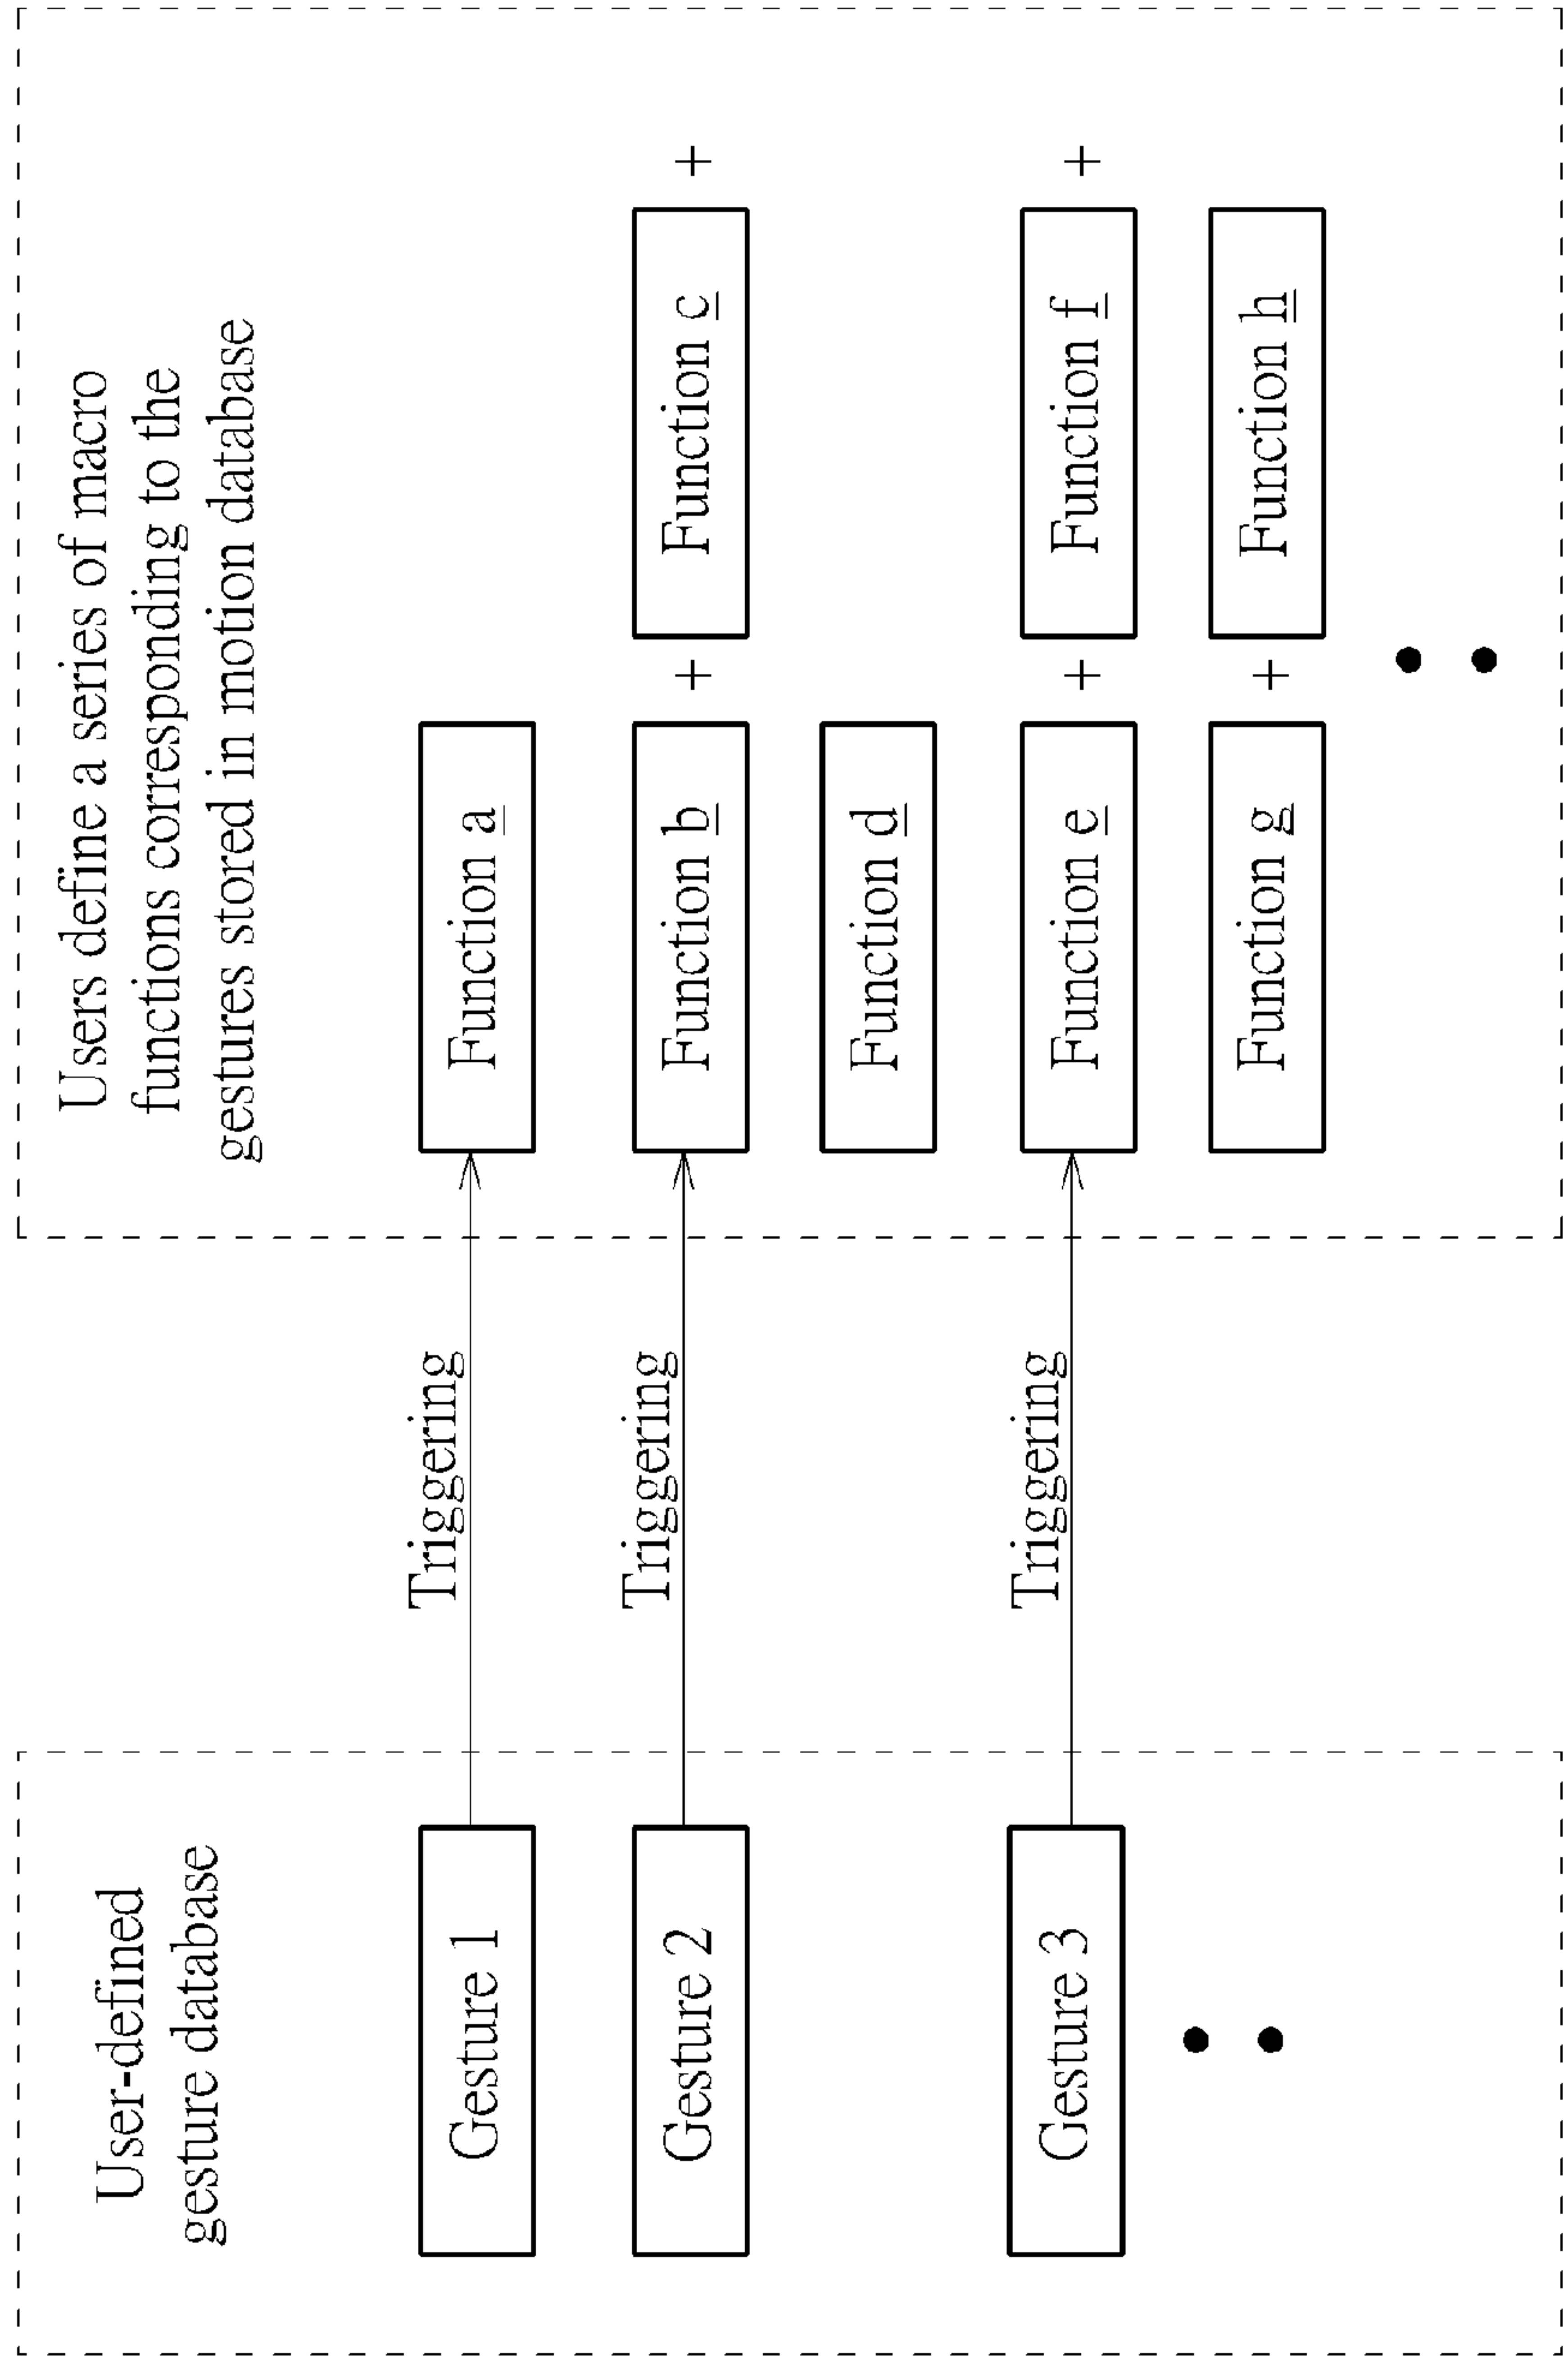 User-defined
gesture database
Gesture 1
Gesture 2
Gesture 3
Triggering
Triggering
Triggering
Users define a series of macro
functions corresponding to the
gestures stored in motion database
Function a
Function b + Function c +
Function d
Function e + Function f +
Function g + Function h